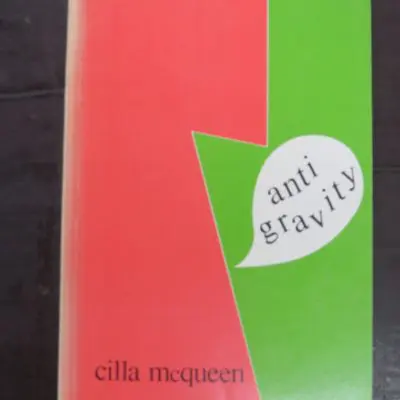 anti
gravity
cilla mcqueen